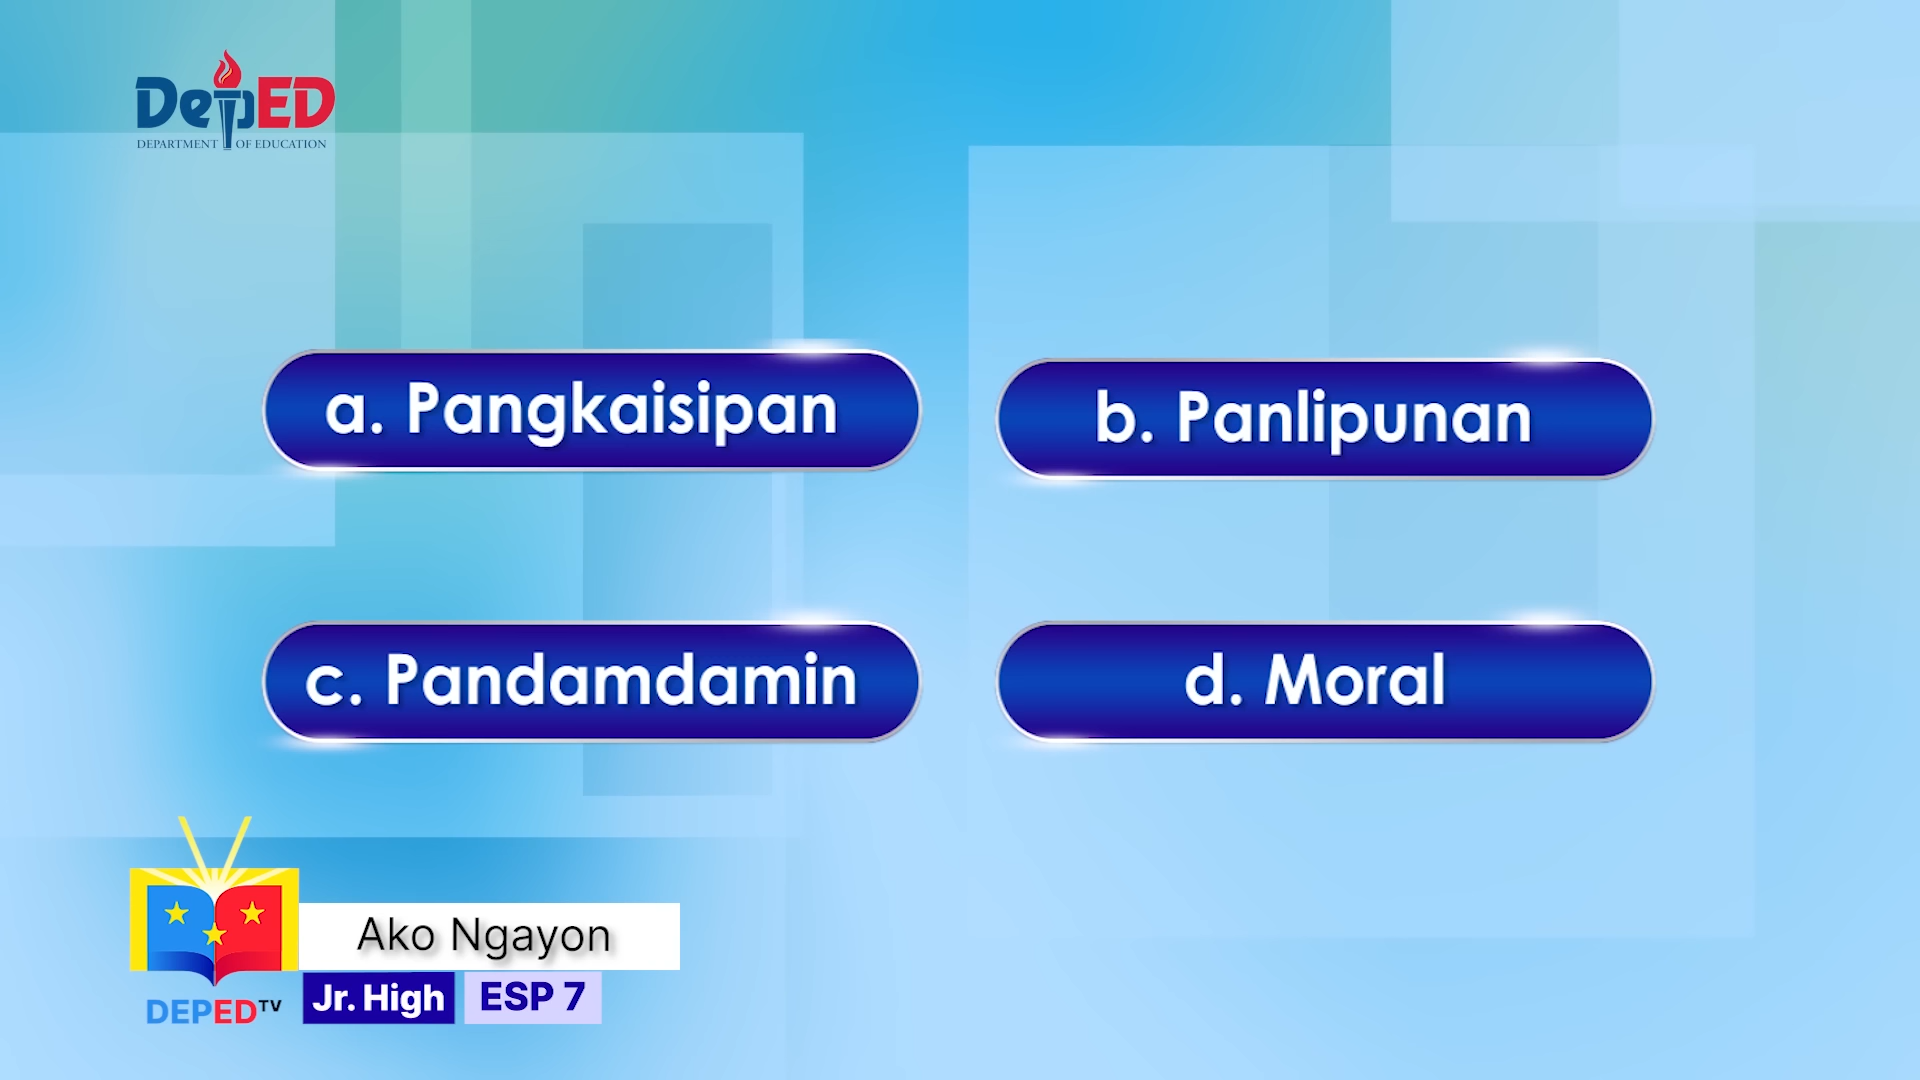 DepED
DEPARTMENT OF EDUCATION
a. Pangkaisipan
b. Panlipunan
c. Pandamdamin
d. Moral
Ako Ngayon
DEPED TV
Jr. High
ESP 7